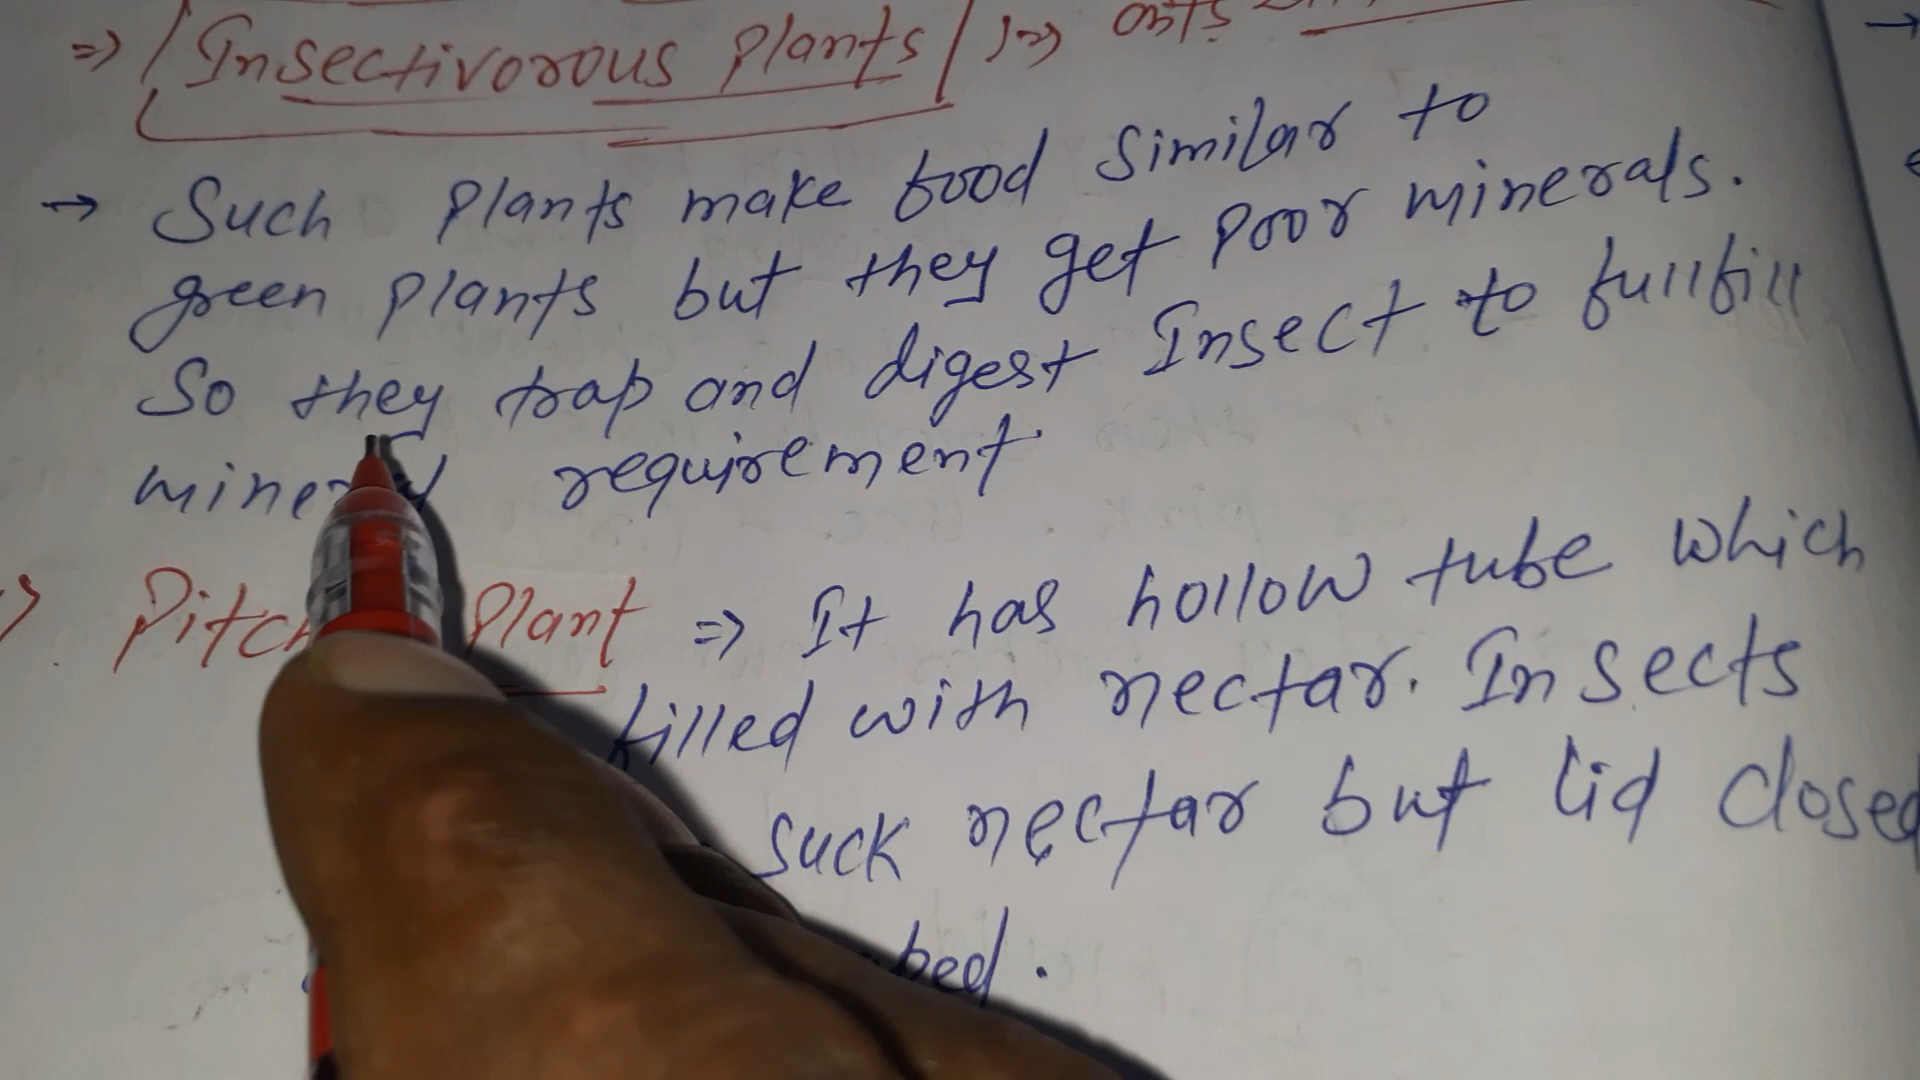 => Insectivorous Plants
→ Such Plants make food Similar to
green Plants but they get Poor minerals.
So they trap and digest Insect to fullfill
requirement
Plant => It has hollow tube which
filled with nectar. Insects
suck nectar but lid closed